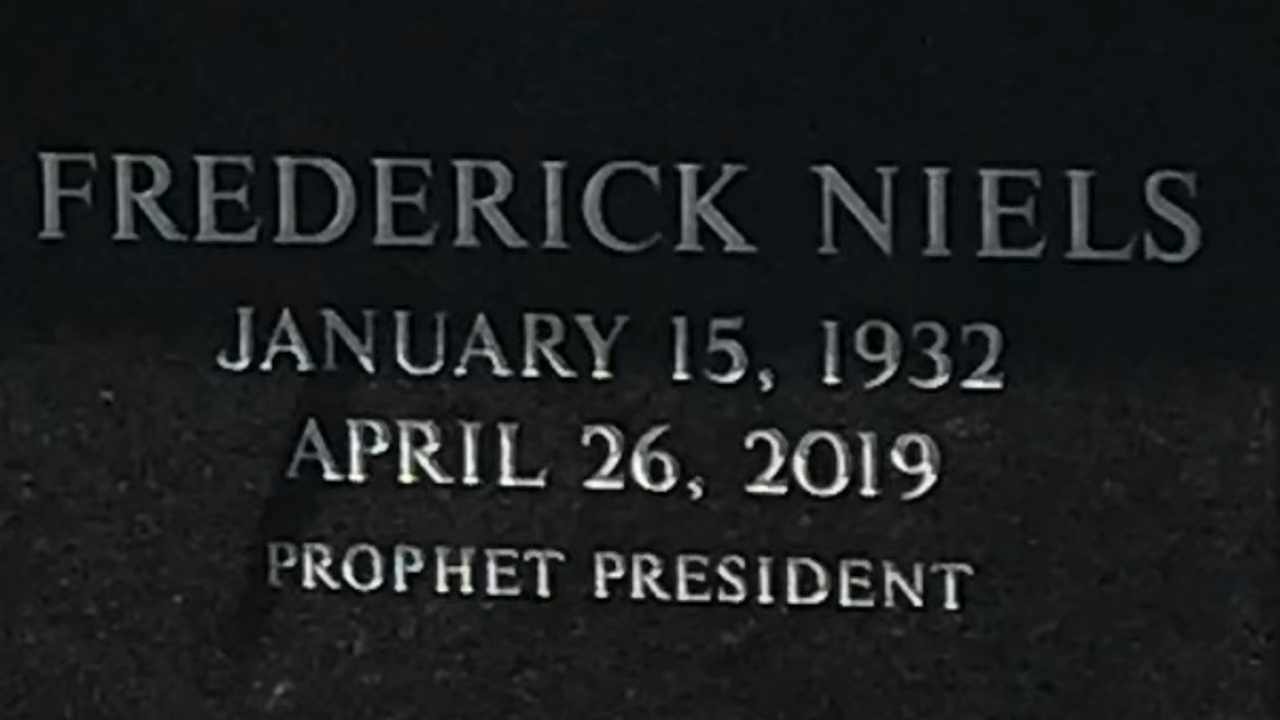 FREDERICK NIELS
JANUARY 15, 1932
APRIL 26, 2019
PROPHET PRESIDENT